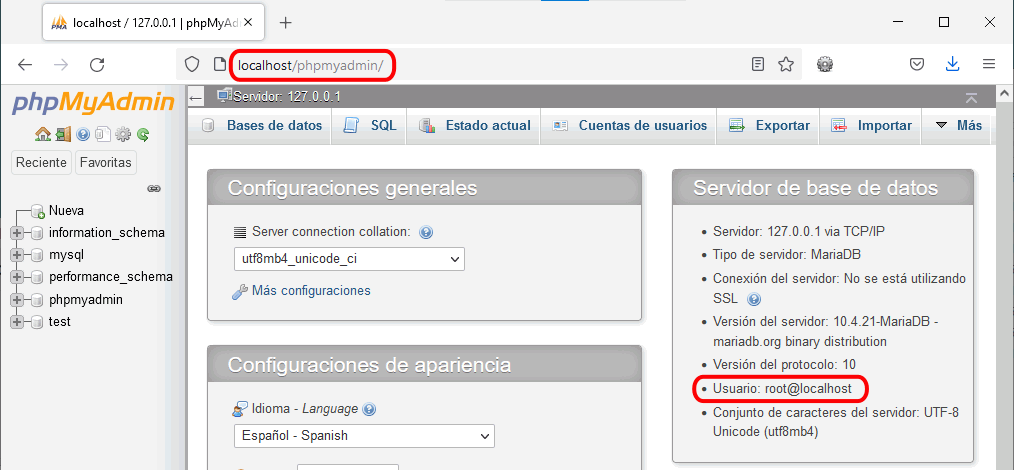 localhost / 127.0.0.1 | phpMyAdmin
localhost/phpmyadmin/
phpMyAdmin
Reciente
Favoritas
Nueva
information_schema
mysql
performance_schema
phpmyadmin
test
Servidor: 127.0.0.1
Bases de datos
SQL
Estado actual
Cuentas de usuarios
Exportar
Importar
Más
Configuraciones generales
Server connection collation:
utf8mb4_unicode_ci
Más configuraciones
Configuraciones de apariencia
Idioma - Language
Español - Spanish
Servidor de base de datos
Servidor: 127.0.0.1 via TCP/IP
Tipo de servidor: MariaDB
Conexión del servidor: No se está utilizando
SSL
Versión del servidor: 10.4.21-MariaDB -
mariadb.org binary distribution
Versión del protocolo: 10
Usuario: root@localhost
Conjunto de caracteres del servidor: UTF-8
Unicode (utf8mb4)